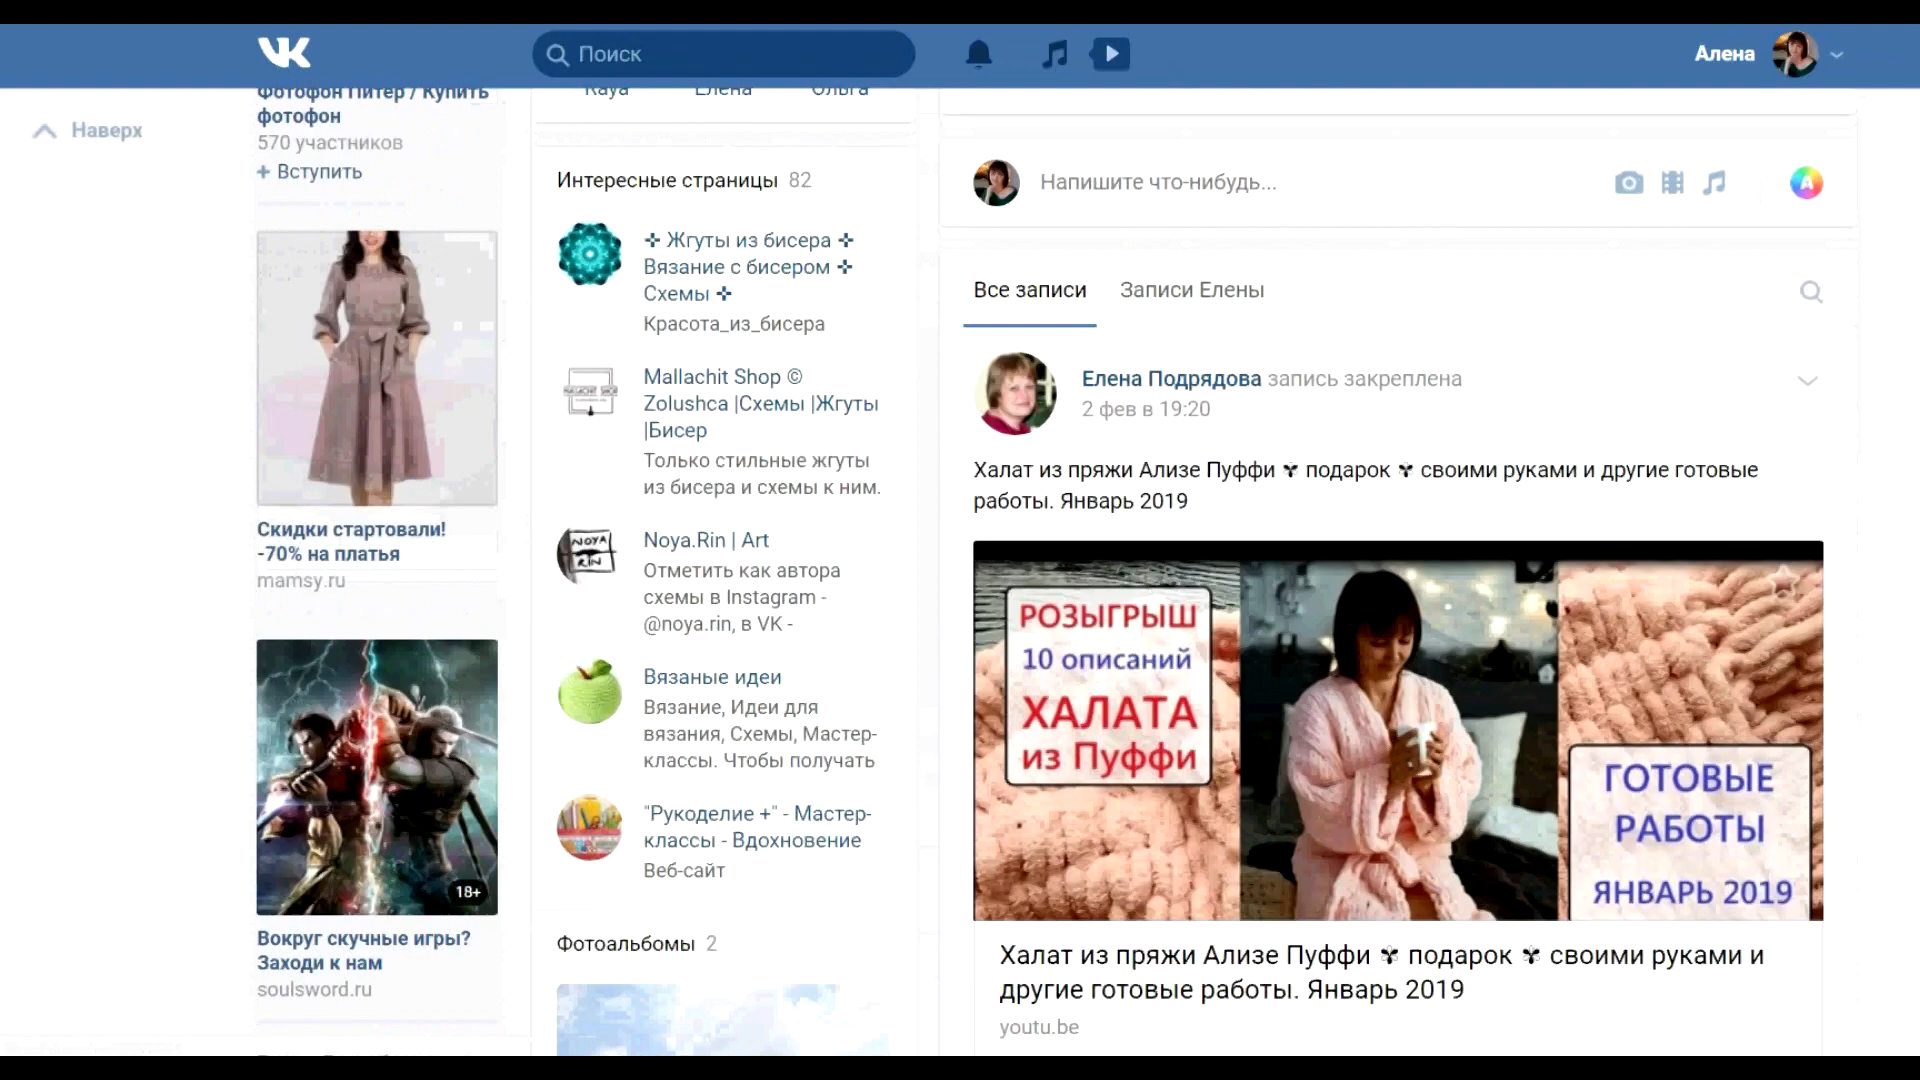 VK
Поиск
Алена
Наверх
Фотофон Питер / Купить
фотофон
570 участников
+ Вступить
Скидки стартовали!
-70% на платья
mamsy.ru
18+
Вокруг скучные игры?
Заходи к нам
soulsword.ru
Raya Елена Ольга
Интересные страницы 82
✢ Жгуты из бисера ✢
Вязание с бисером ✢
Схемы ✢
Красота_из_бисера
Mallachit Shop ©
Zolushca |Схемы |Жгуты
|Бисер
Только стильные жгуты
из бисера и схемы к ним.
NOYA
RIN
Noya.Rin | Art
Отметить как автора
схемы в Instagram -
@noya.rin, в VK -
Вязаные идеи
Вязание, Идеи для
вязания, Схемы, Мастер-
классы. Чтобы получать
"Рукоделие +" - Мастер-
классы - Вдохновение
Веб-сайт
Фотоальбомы 2
Напишите что-нибудь...
A
Все записи Записи Елены
Елена Подрядова запись закреплена
2 фев в 19:20
Халат из пряжи Ализе Пуффи ✾ подарок ✾ своими руками и другие готовые
работы. Январь 2019
РОЗЫГРЫШ
10 описаний
ХАЛАТА
из Пуффи
ГОТОВЫЕ
РАБОТЫ
ЯНВАРЬ 2019
Халат из пряжи Ализе Пуффи ✾ подарок ✾ своими руками и
другие готовые работы. Январь 2019
youtu.be